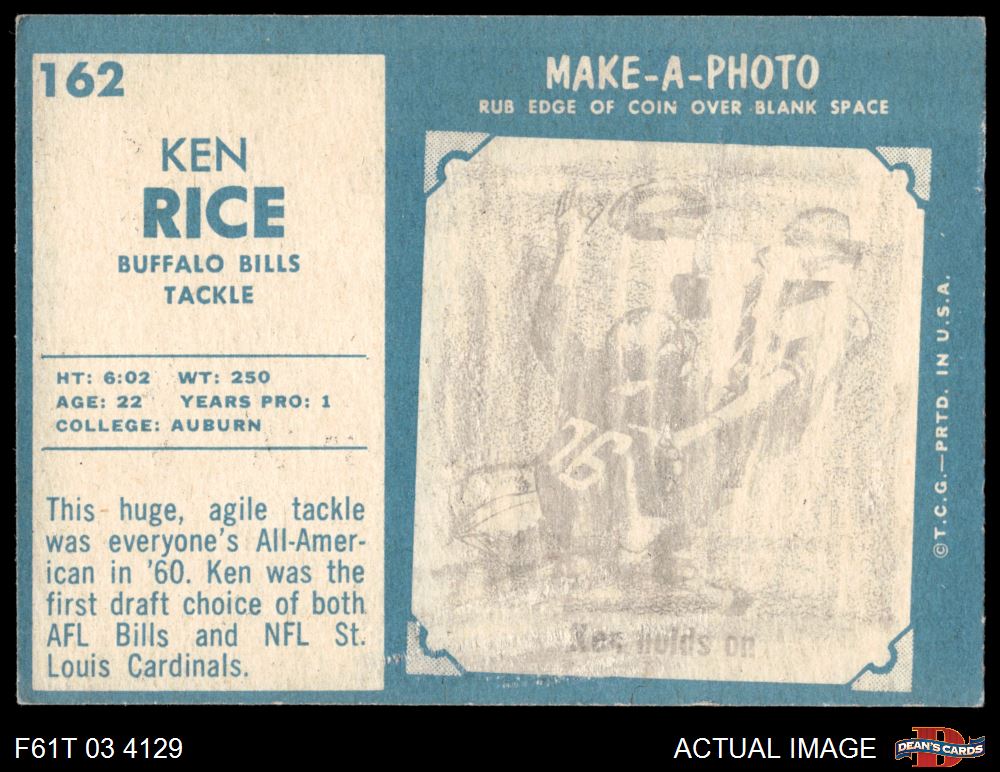 162
KEN
RICE
BUFFALO BILLS
TACKLE
HT: 6:02 WT: 250
AGE: 22 YEARS PRO: 1
COLLEGE: AUBURN
This huge, agile tackle
was everyone's All-Amer-
ican in '60. Ken was the
first draft choice of both
AFL Bills and NFL St.
Louis Cardinals.
MAKE-A-PHOTO
RUB EDGE OF COIN OVER BLANK SPACE
76
Ken holds on
©T.C.G.—PRTD. IN U.S.A.
F61T 03 4129
ACTUAL IMAGE
D
DEAN'S CARDS